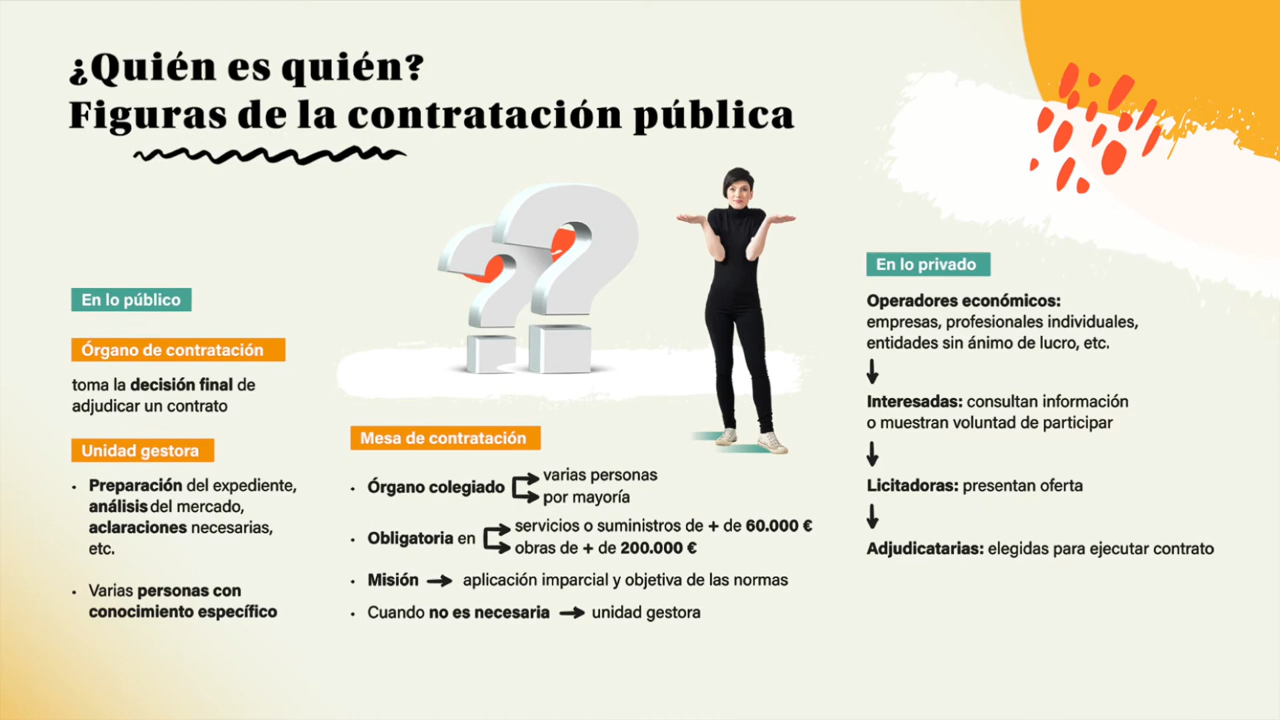 ¿Quién es quién?
Figuras de la contratación pública
En lo público
Órgano de contratación
toma la decisión final de
adjudicar un contrato
Unidad gestora
• Preparación del expediente,
análisis del mercado,
aclaraciones necesarias,
etc.
• Varias personas con
conocimiento específico
Mesa de contratación
• Órgano colegiado
varias personas
por mayoría
• Obligatoria en
servicios o suministros de + de 60.000 €
obras de + de 200.000 €
• Misión → aplicación imparcial y objetiva de las normas
• Cuando no es necesaria → unidad gestora
En lo privado
Operadores económicos:
empresas, profesionales individuales,
entidades sin ánimo de lucro, etc.
Interesadas: consultan información
o muestran voluntad de participar
Licitadoras: presentan oferta
Adjudicatarias: elegidas para ejecutar contrato